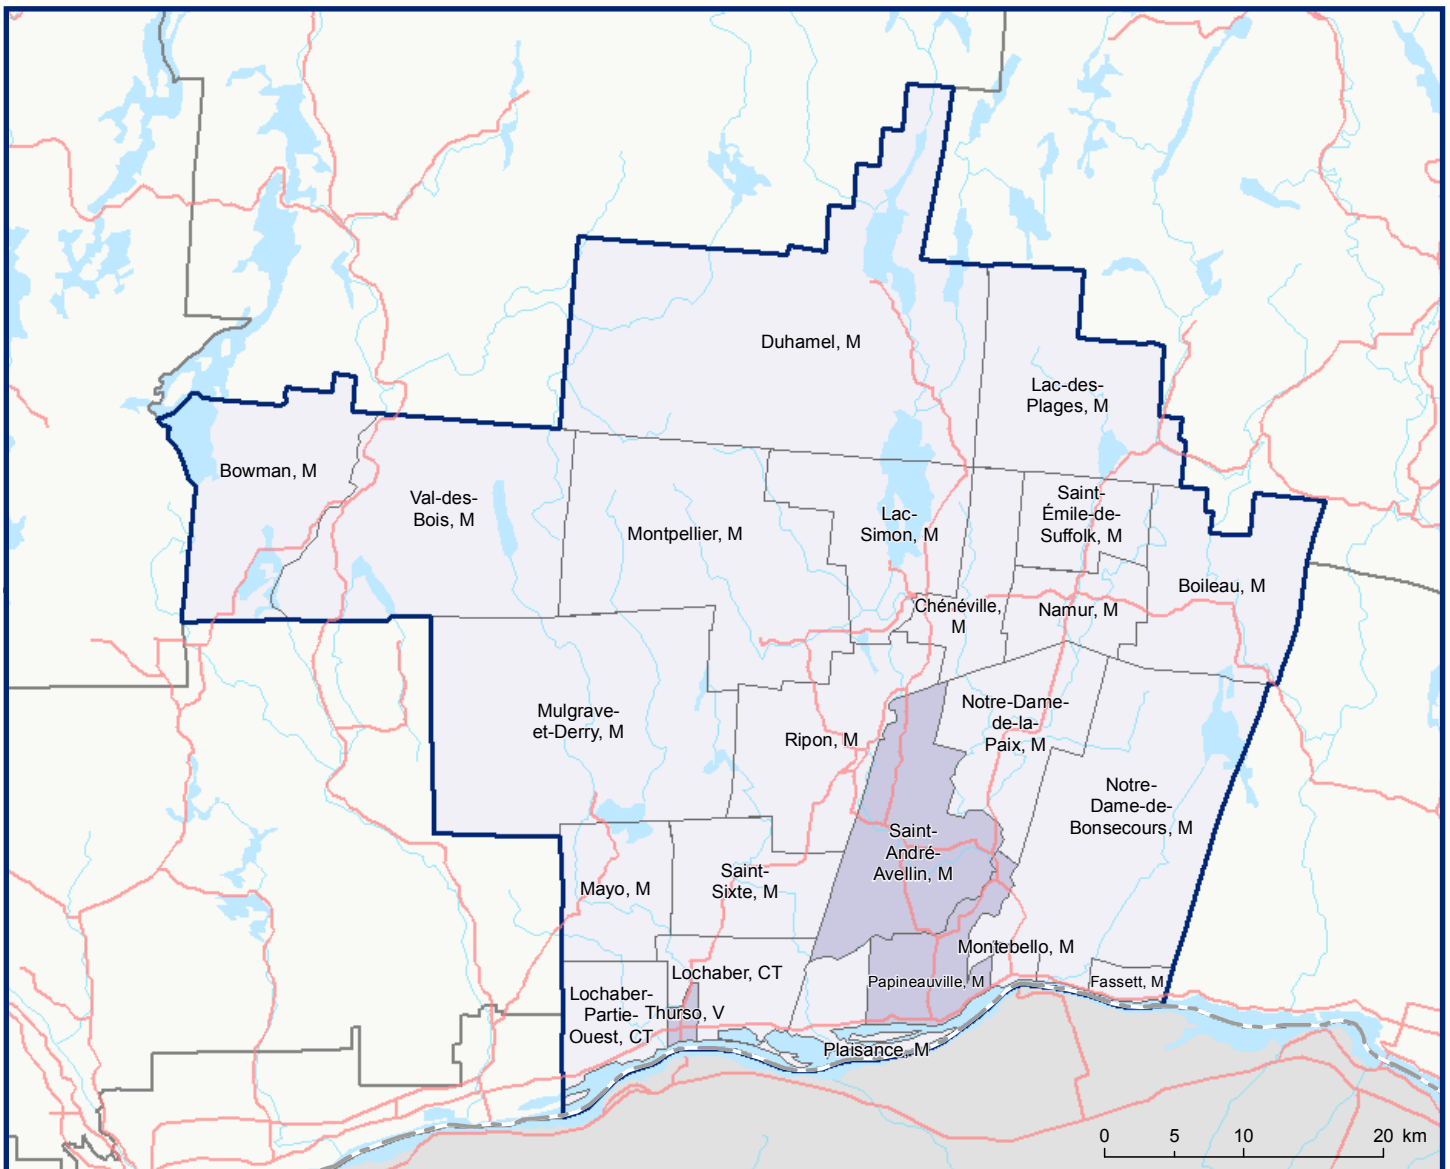 Duhamel, M
Lac-des-
Plages, M
Bowman, M
Val-des-
Bois, M
Montpellier, M
Lac-
Simon, M
Saint-
Émile-de-
Suffolk, M
Boileau, M
Chénéville,
M
Namur, M
Mulgrave-
et-Derry, M
Ripon, M
Notre-Dame-
de-la-
Paix, M
Notre-
Dame-de-
Bonsecours, M
Saint-
André-
Avellin, M
Mayo, M
Saint-
Sixte, M
Montebello, M
Lochaber, CT
Papineauville, M
Fassett, M
Lochaber-
Partie-
Ouest, CT
Thurso, V
Plaisance, M
0 5 10 20 km